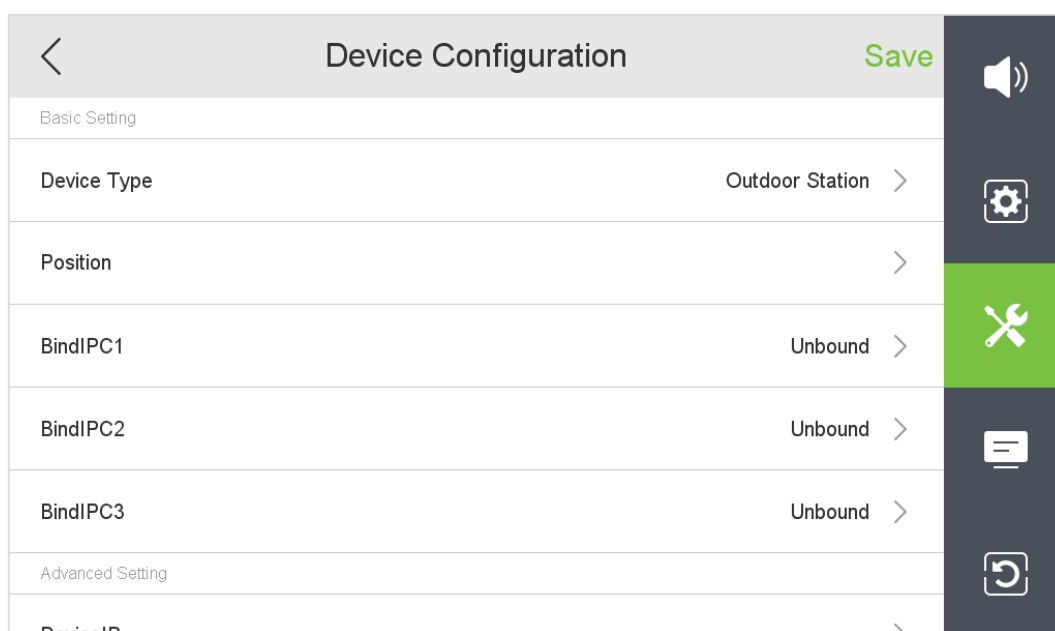 Device Configuration Save
Basic Setting
Device Type Outdoor Station
Position
BindIPC1 Unbound
BindIPC2 Unbound
BindIPC3 Unbound
Advanced Setting